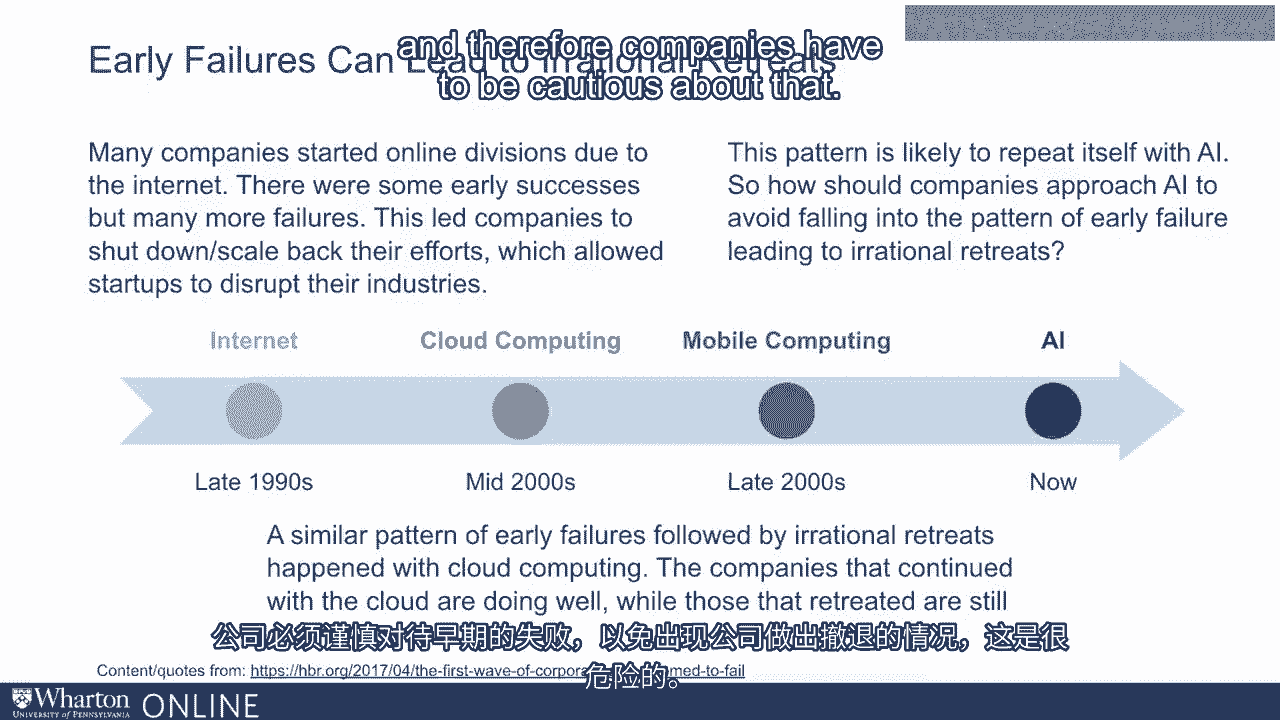 and therefore companies have
to be cautious about that.
Early Failures Can Lead to Irrational Retreats
Many companies started online divisions due to
the internet. There were some early successes
but many more failures. This led companies to
shut down/scale back their efforts, which allowed
startups to disrupt their industries.
This pattern is likely to repeat itself with AI.
So how should companies approach AI to
avoid falling into the pattern of early failure
leading to irrational retreats?
Internet
Cloud Computing
Mobile Computing
AI
Late 1990s
Mid 2000s
Late 2000s
Now
A similar pattern of early failures followed by irrational retreats
happened with cloud computing. The companies that continued
with the cloud are doing well, while those that retreated are still
公司必须谨慎对待早期的失败，以免出现公司做出撤退的情况，这是很
危险的。
Content/quotes from: https://hbr.org/2017/04/the-first-wave-of-corpora med-to-fail
Wharton ONLINE
UNIVERSITY of PENNSYLVANIA